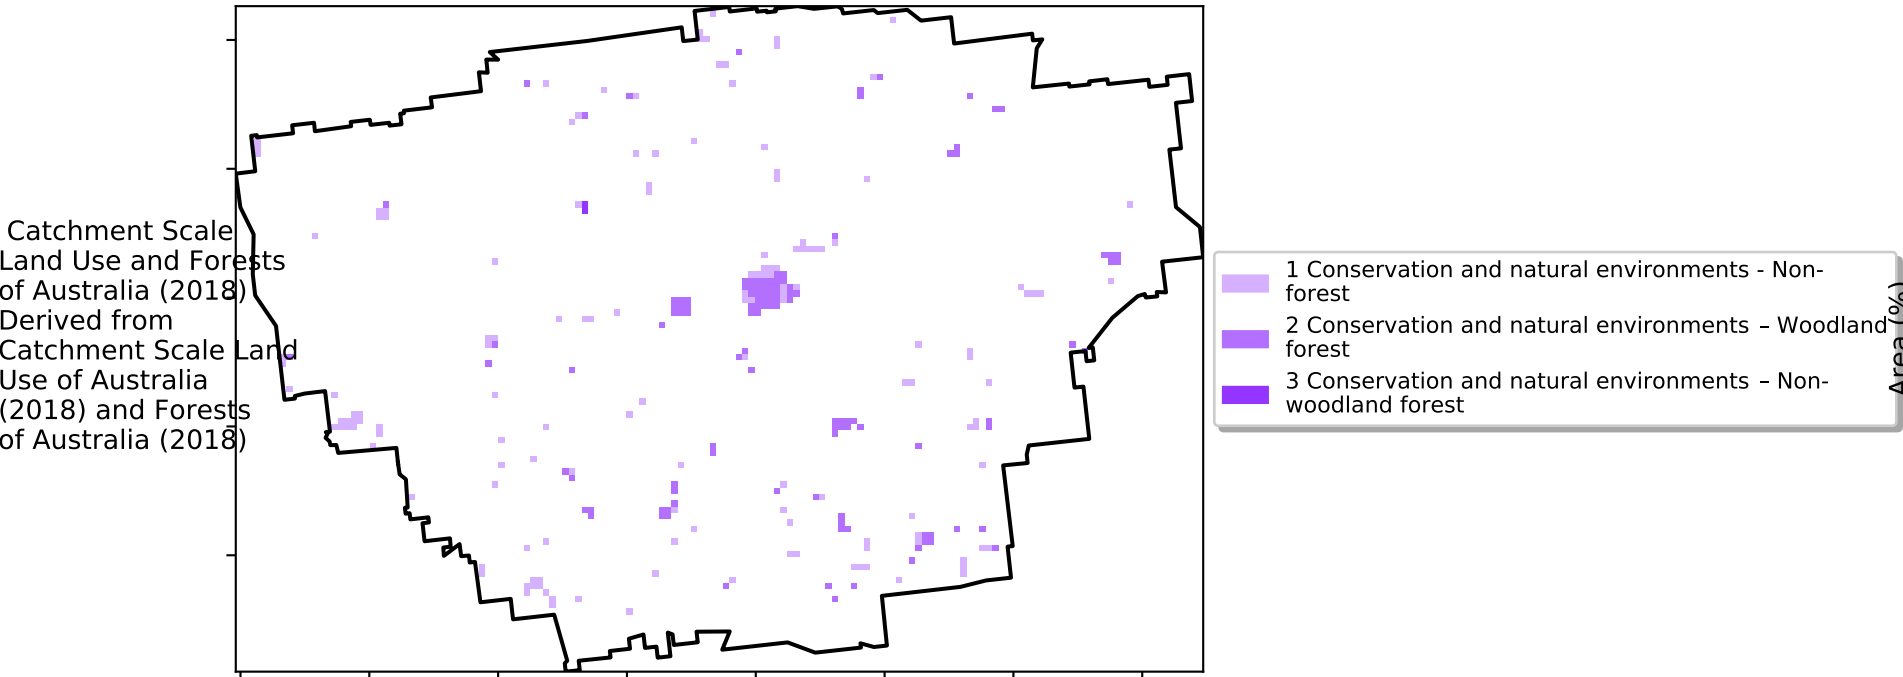 Catchment Scale
Land Use and Forests
of Australia (2018)
Derived from
Catchment Scale Land
Use of Australia
(2018) and Forests
of Australia (2018)
1 Conservation and natural environments - Non-
forest
2 Conservation and natural environments – Woodland
forest
3 Conservation and natural environments – Non-
woodland forest
Area (%)